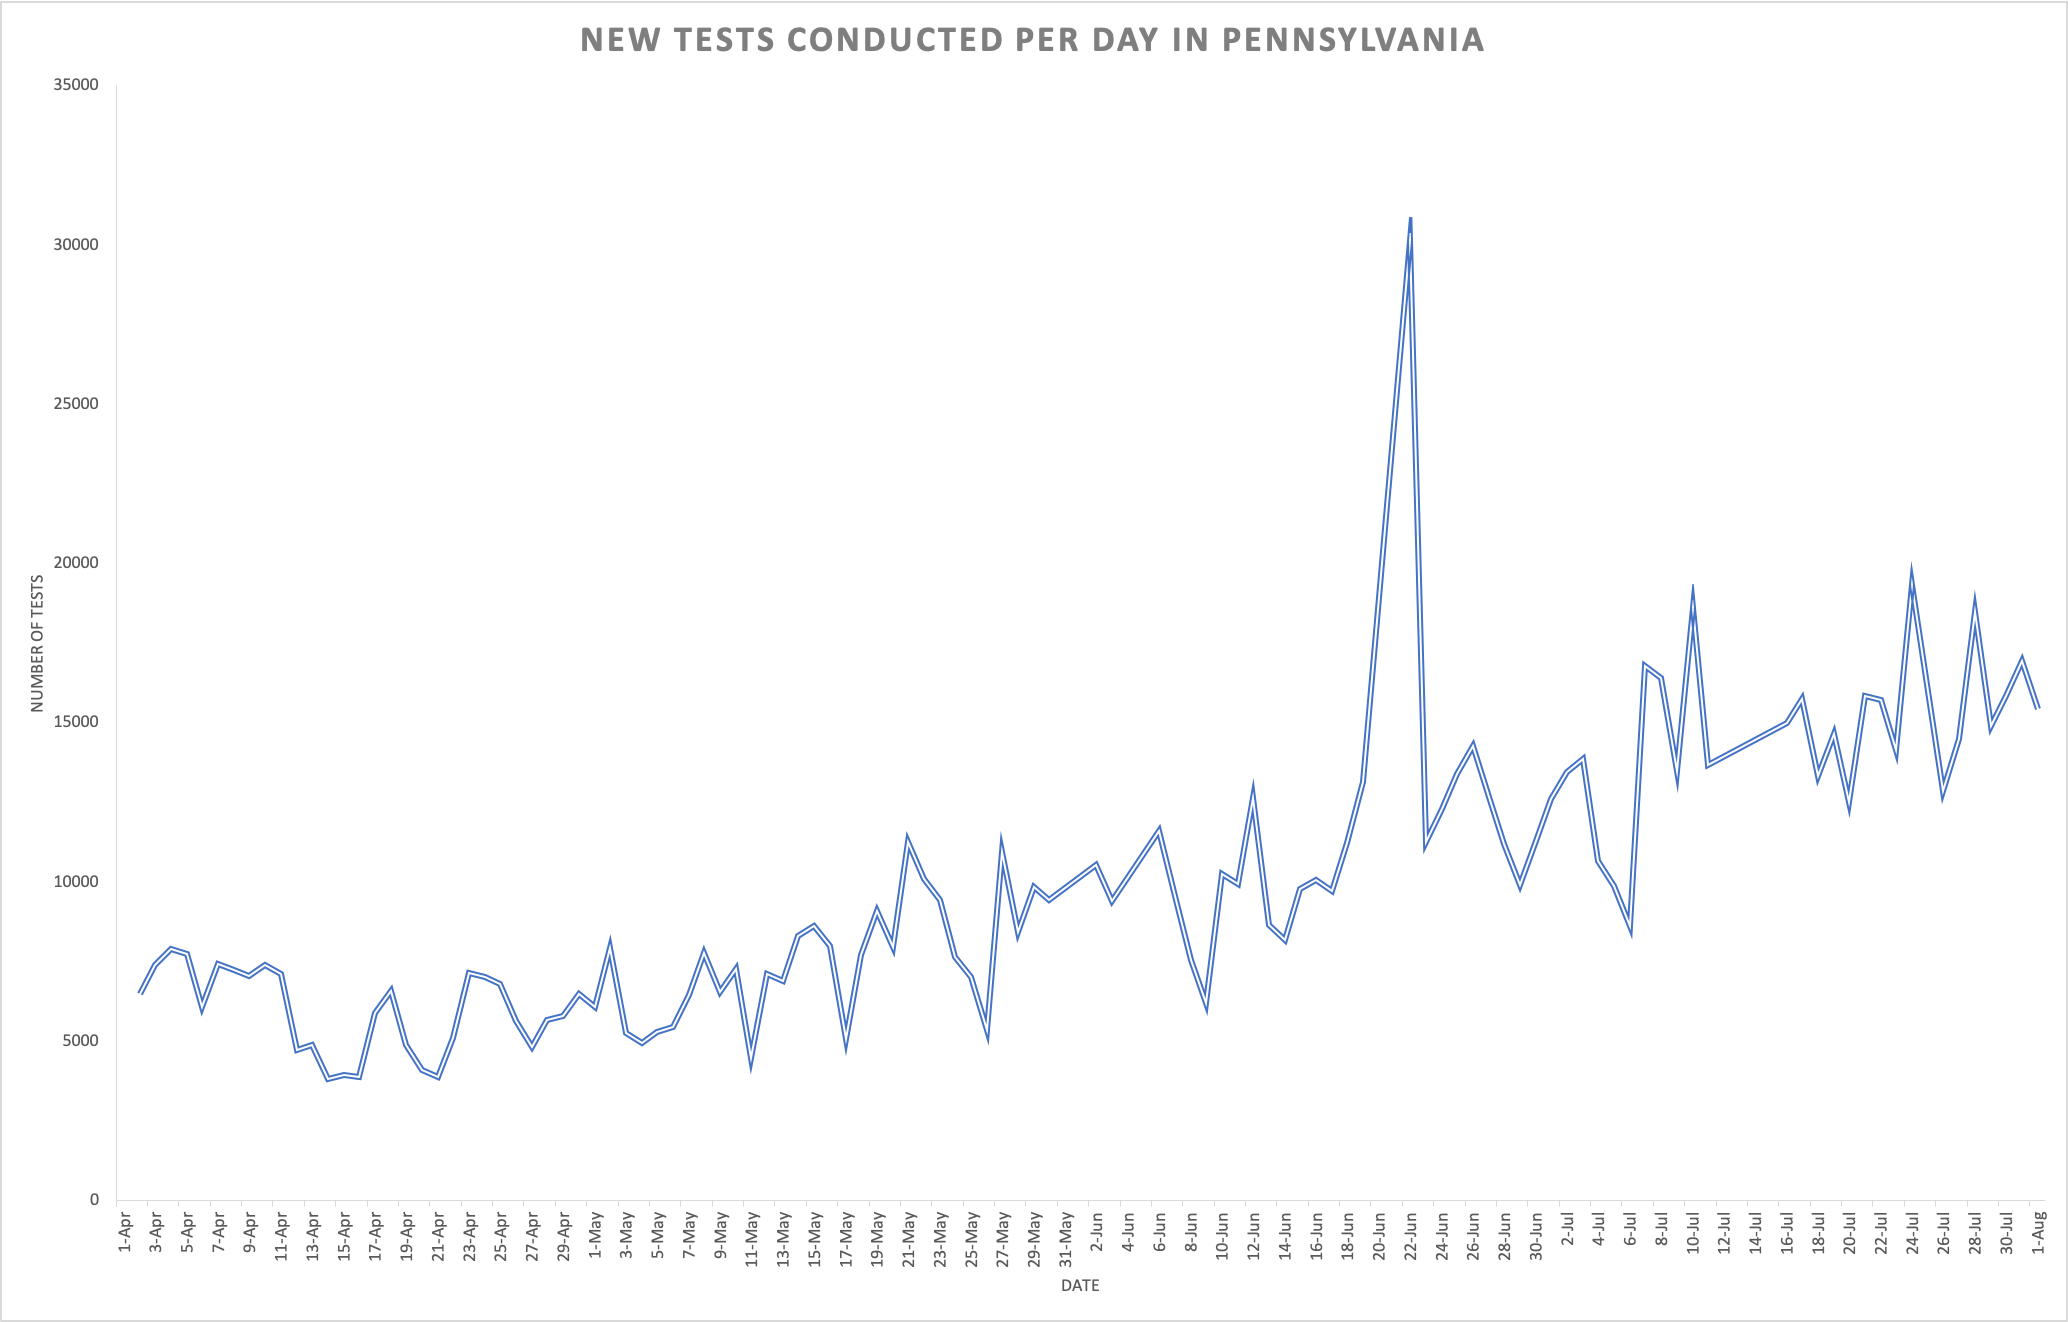 NEW TESTS CONDUCTED PER DAY IN PENNSYLVANIA
35000
30000
25000
20000
15000
10000
5000
0
NUMBER OF TESTS
1-Apr
3-Apr
5-Apr
7-Apr
9-Apr
11-Apr
13-Apr
15-Apr
17-Apr
19-Apr
21-Apr
23-Apr
25-Apr
27-Apr
29-Apr
1-May
3-May
5-May
7-May
9-May
11-May
13-May
15-May
17-May
19-May
21-May
23-May
25-May
27-May
29-May
31-May
2-Jun
4-Jun
6-Jun
8-Jun
10-Jun
12-Jun
14-Jun
16-Jun
18-Jun
20-Jun
22-Jun
24-Jun
26-Jun
28-Jun
30-Jun
2-Jul
4-Jul
6-Jul
8-Jul
10-Jul
12-Jul
14-Jul
16-Jul
18-Jul
20-Jul
22-Jul
24-Jul
26-Jul
28-Jul
30-Jul
1-Aug
DATE